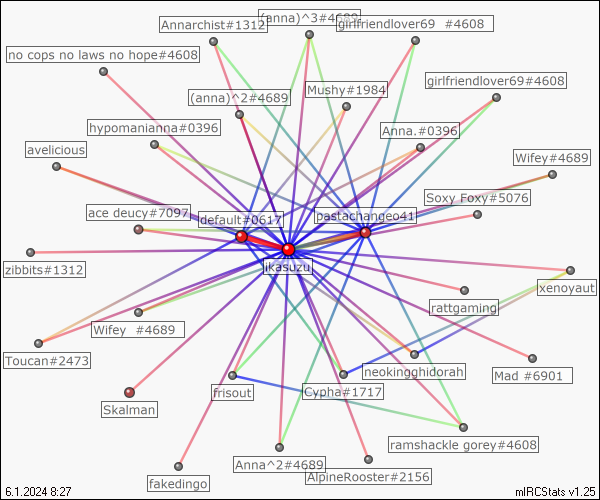 (anna)^3#4689
Annarchist#1312
girlfriendlover69 #4608
no cops no laws no hope#4608
girlfriendlover69#4608
Mushy#1984
(anna)^2#4689
hypomanianna#0396
Anna.#0396
avelicious
Wifey#4689
Soxy Foxy#5076
ace deucy#7097
default#0617
pastachangeo41
zibbits#1312
ikasuzu
xenoyaut
rattgaming
Wifey #4689
Toucan#2473
neokingghidorah
Mad #6901
frisout
Cypha#1717
Skalman
ramshackle gorey#4608
Anna^2#4689
AlpineRooster#2156
fakedingo
6.1.2024 8:27
mIRCStats v1.25